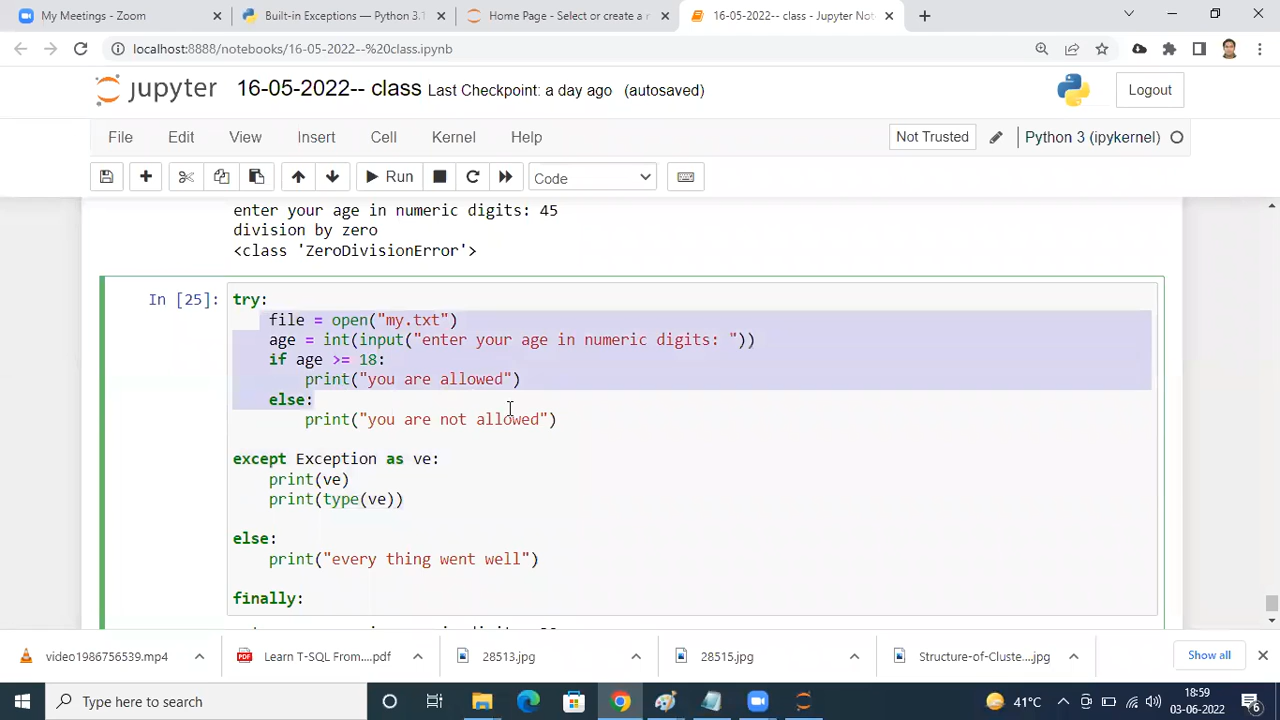 My Meetings - Zoom
Built-in Exceptions — Python 3.1
Home Page - Select or create a n
16-05-2022-- class - Jupyter Not
localhost:8888/notebooks/16-05-2022--%20class.ipynb
jupyter 16-05-2022-- class Last Checkpoint: a day ago (autosaved)
Logout
File Edit View Insert Cell Kernel Help
Not Trusted
Python 3 (ipykernel)
Run
Code
enter your age in numeric digits: 45
division by zero
<class 'ZeroDivisionError'>
In [25]: try:
file = open("my.txt")
age = int(input("enter your age in numeric digits: "))
if age >= 18:
print("you are allowed")
else:
print("you are not allowed")
except Exception as ve:
print(ve)
print(type(ve))
else:
print("every thing went well")
finally:
video1986756539.mp4
Learn T-SQL From....pdf
28513.jpg
28515.jpg
Structure-of-Cluste....jpg
Show all
Type here to search
41°C
18:59
03-06-2022
6